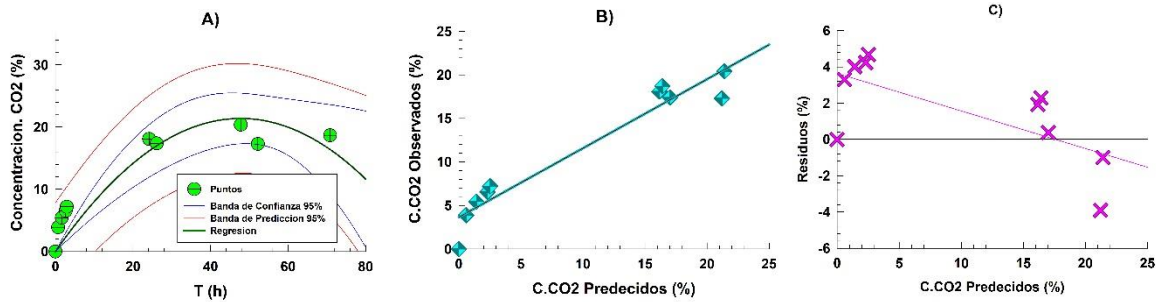 A)
Concentracion. CO2 (%)
30
20
10
0
0
20
40
60
80
T (h)
Puntos
Banda de Confianza 95%
Banda de Prediccion 95%
Regresion
B)
C.CO2 Observados (%)
25
20
15
10
5
0
0
5
10
15
20
25
C.CO2 Predecidos (%)
C)
Residuos (%)
6
4
2
0
-2
-4
-6
0
5
10
15
20
25
C.CO2 Predecidos (%)